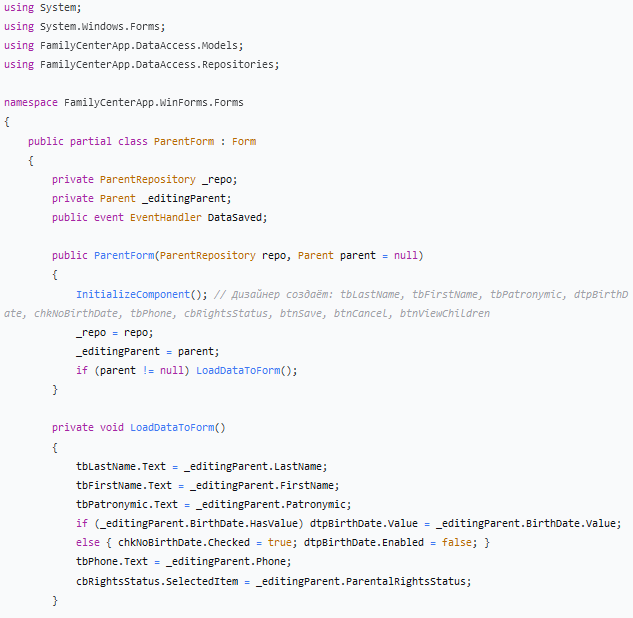 using System;
using System.Windows.Forms;
using FamilyCenterApp.DataAccess.Models;
using FamilyCenterApp.DataAccess.Repositories;

namespace FamilyCenterApp.WinForms.Forms
{
    public partial class ParentForm : Form
    {
        private ParentRepository _repo;
        private Parent _editingParent;
        public event EventHandler DataSaved;

        public ParentForm(ParentRepository repo, Parent parent = null)
        {
            InitializeComponent(); // Дизайнер создаём: tbLastName, tbFirstName, tbPatronymic, dtpBirthD
ate, chkNoBirthDate, tbPhone, cbRightsStatus, btnSave, btnCancel, btnViewChildren
            _repo = repo;
            _editingParent = parent;
            if (parent != null) LoadDataToForm();
        }

        private void LoadDataToForm()
        {
            tbLastName.Text = _editingParent.LastName;
            tbFirstName.Text = _editingParent.FirstName;
            tbPatronymic.Text = _editingParent.Patronymic;
            if (_editingParent.BirthDate.HasValue) dtpBirthDate.Value = _editingParent.BirthDate.Value;
            else { chkNoBirthDate.Checked = true; dtpBirthDate.Enabled = false; }
            tbPhone.Text = _editingParent.Phone;
            cbRightsStatus.SelectedItem = _editingParent.ParentalRightsStatus;
        }